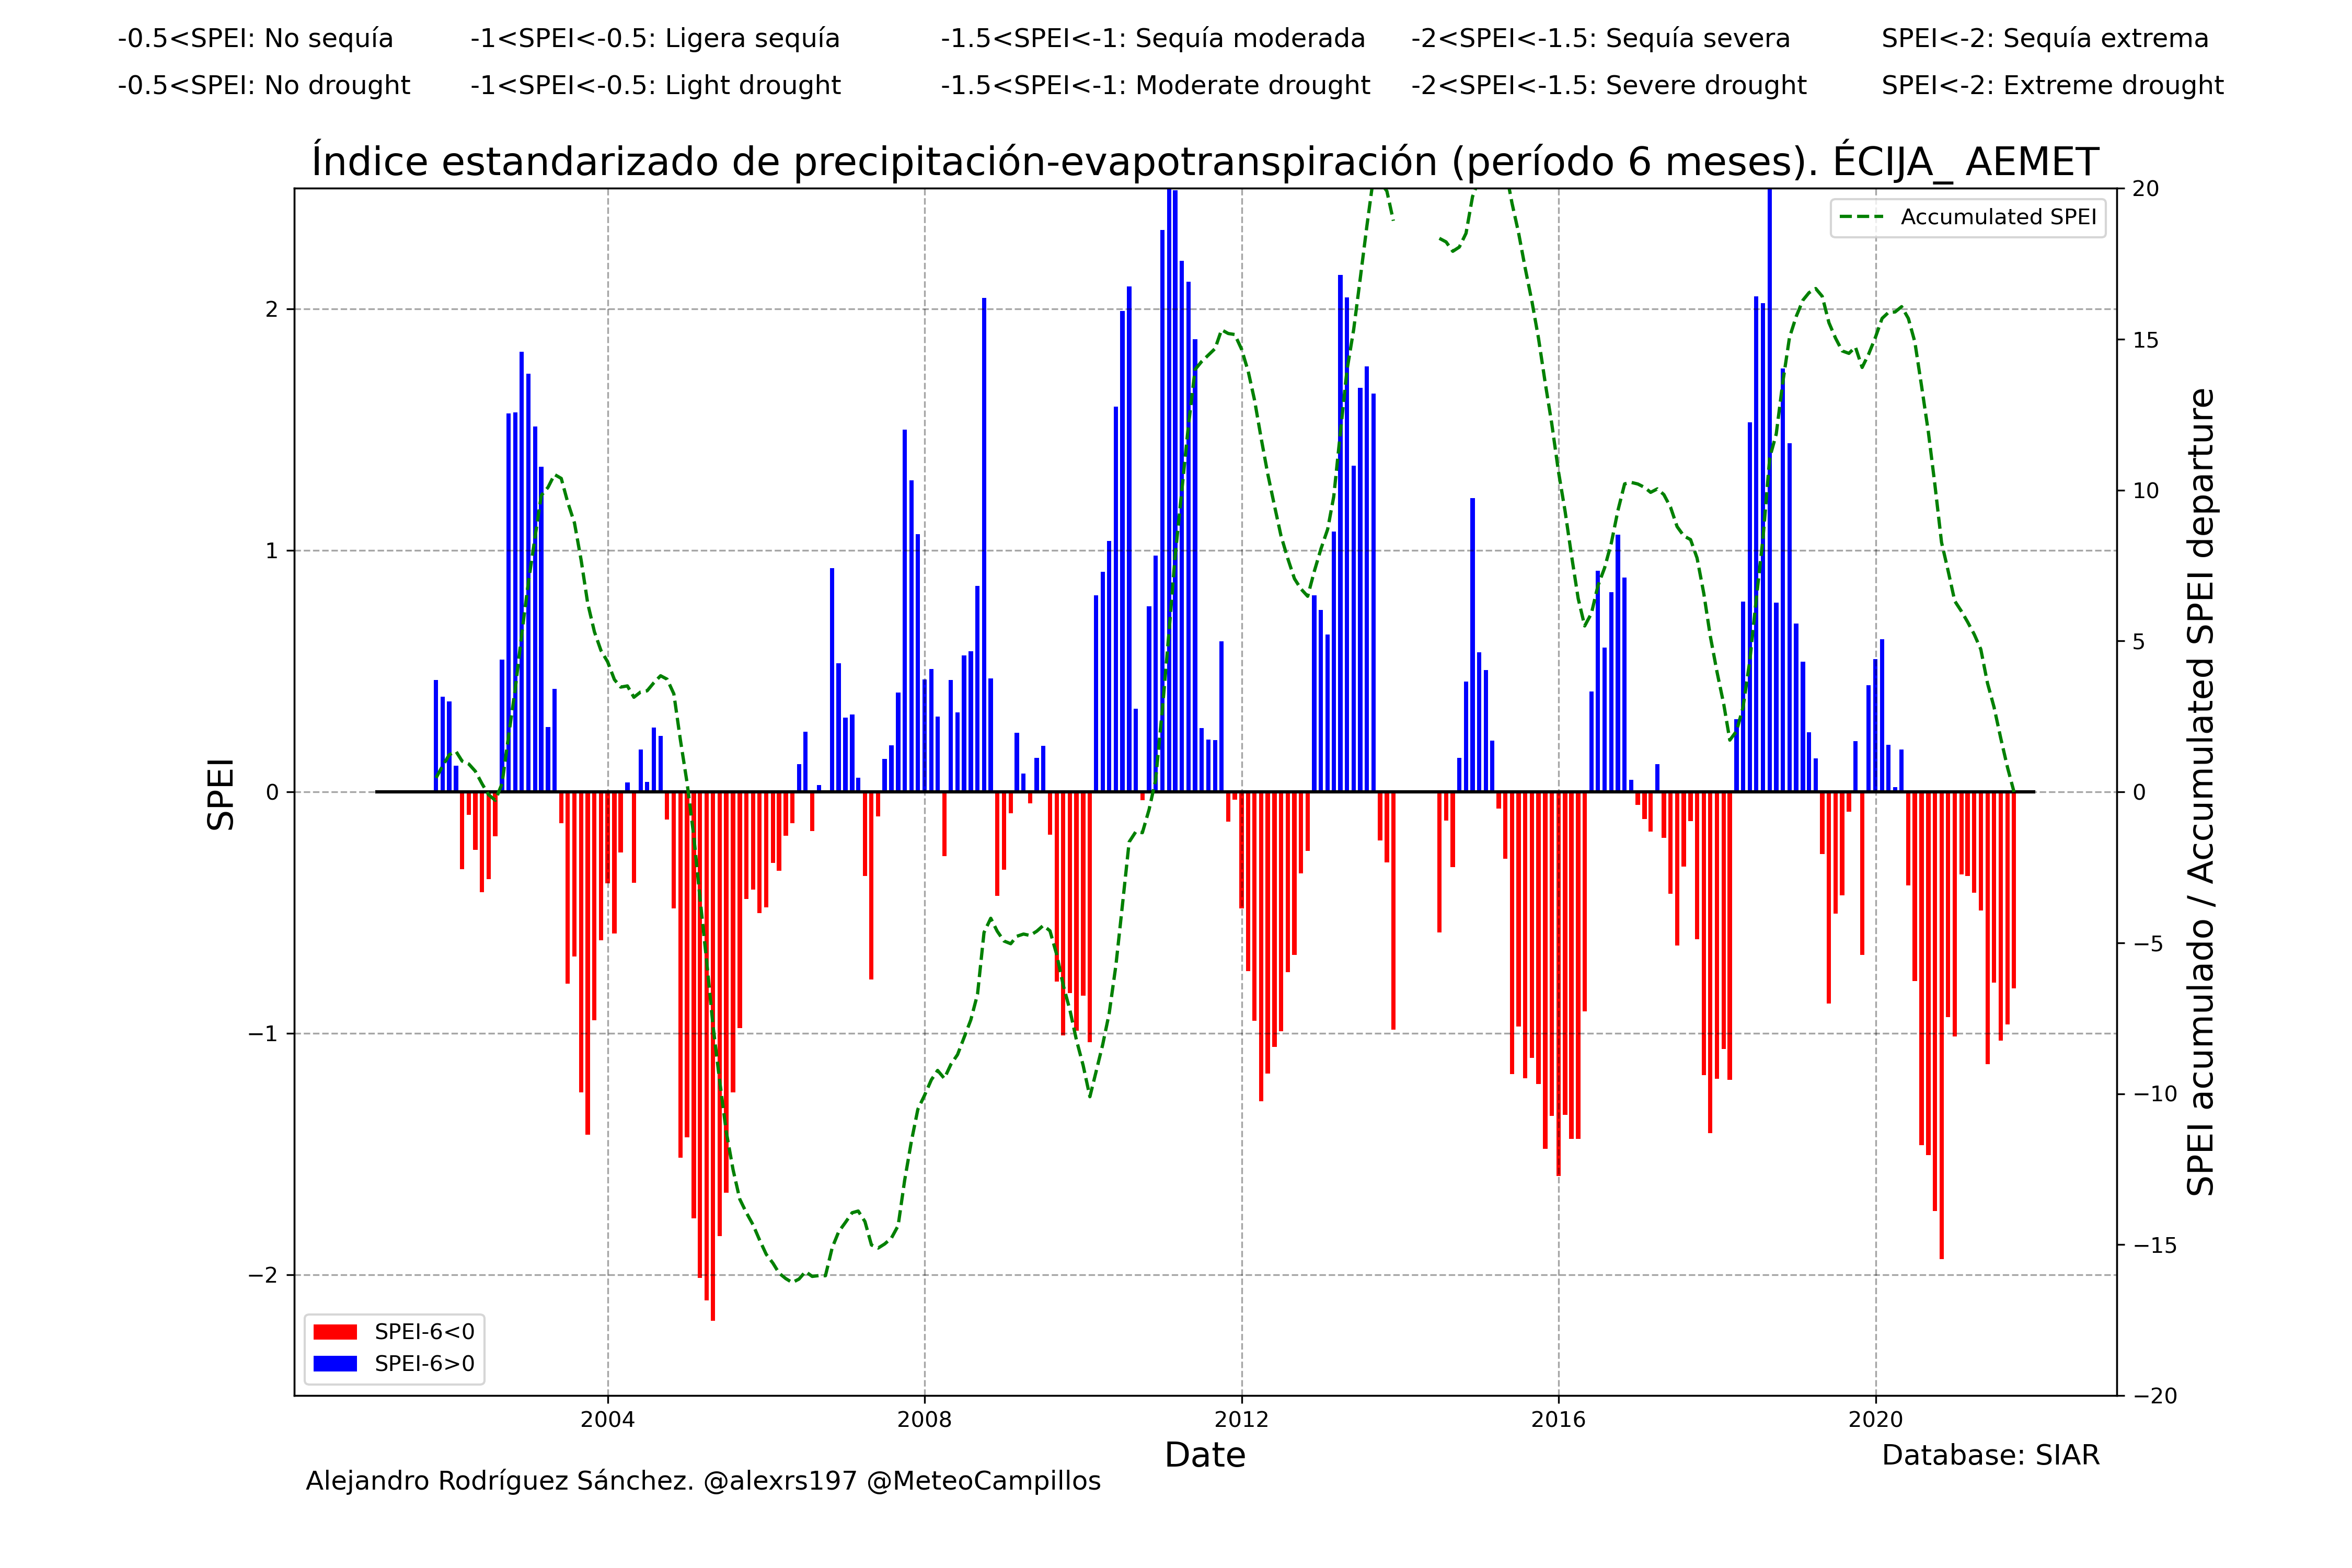 -0.5<SPEI: No sequía -1<SPEI<-0.5: Ligera sequía -1.5<SPEI<-1: Sequía moderada -2<SPEI<-1.5: Sequía severa SPEI<-2: Sequía extrema
-0.5<SPEI: No drought -1<SPEI<-0.5: Light drought -1.5<SPEI<-1: Moderate drought -2<SPEI<-1.5: Severe drought SPEI<-2: Extreme drought
Índice estandarizado de precipitación-evapotranspiración (período 6 meses). ÉCIJA_ AEMET
Accumulated SPEI
SPEI
2
1
0
−1
−2
20
15
10
5
0
−5
−10
−15
−20
SPEI acumulado / Accumulated SPEI departure
SPEI-6<0
SPEI-6>0
2004 2008 2012 2016 2020
Date
Database: SIAR
Alejandro Rodríguez Sánchez. @alexrs197 @MeteoCampillos